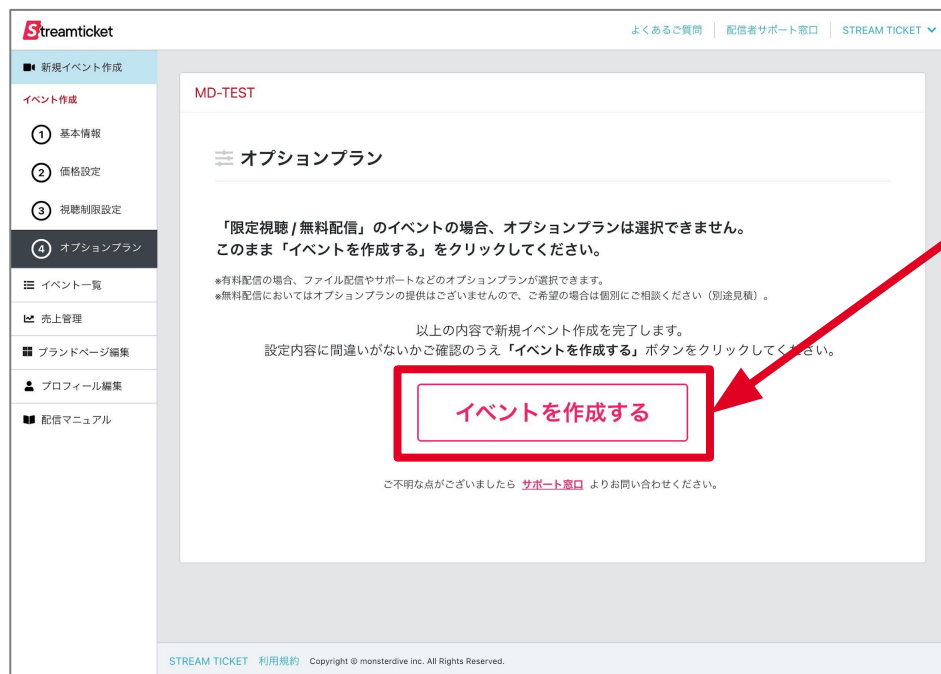 Streamticket
よくあるご質問
配信者サポート窓口
STREAM TICKET
新規イベント作成
イベント作成
1 基本情報
2 価格設定
3 視聴制限設定
4 オプションプラン
イベント一覧
売上管理
ブランドページ編集
プロフィール編集
配信マニュアル
MD-TEST
オプションプラン
「限定視聴 / 無料配信」のイベントの場合、オプションプランは選択できません。
このまま「イベントを作成する」をクリックしてください。
※有料配信の場合、ファイル配信やサポートなどのオプションプランが選択できます。
※無料配信においてはオプションプランの提供はございませんので、ご希望の場合は個別にご相談ください（別途見積）。
以上の内容で新規イベント作成を完了します。
設定内容に間違いがないかご確認のうえ「イベントを作成する」ボタンをクリックしてください。
イベントを作成する
ご不明な点がございましたら サポート窓口 よりお問い合わせください。
STREAM TICKET 利用規約 Copyright © monsterdive inc. All Rights Reserved.